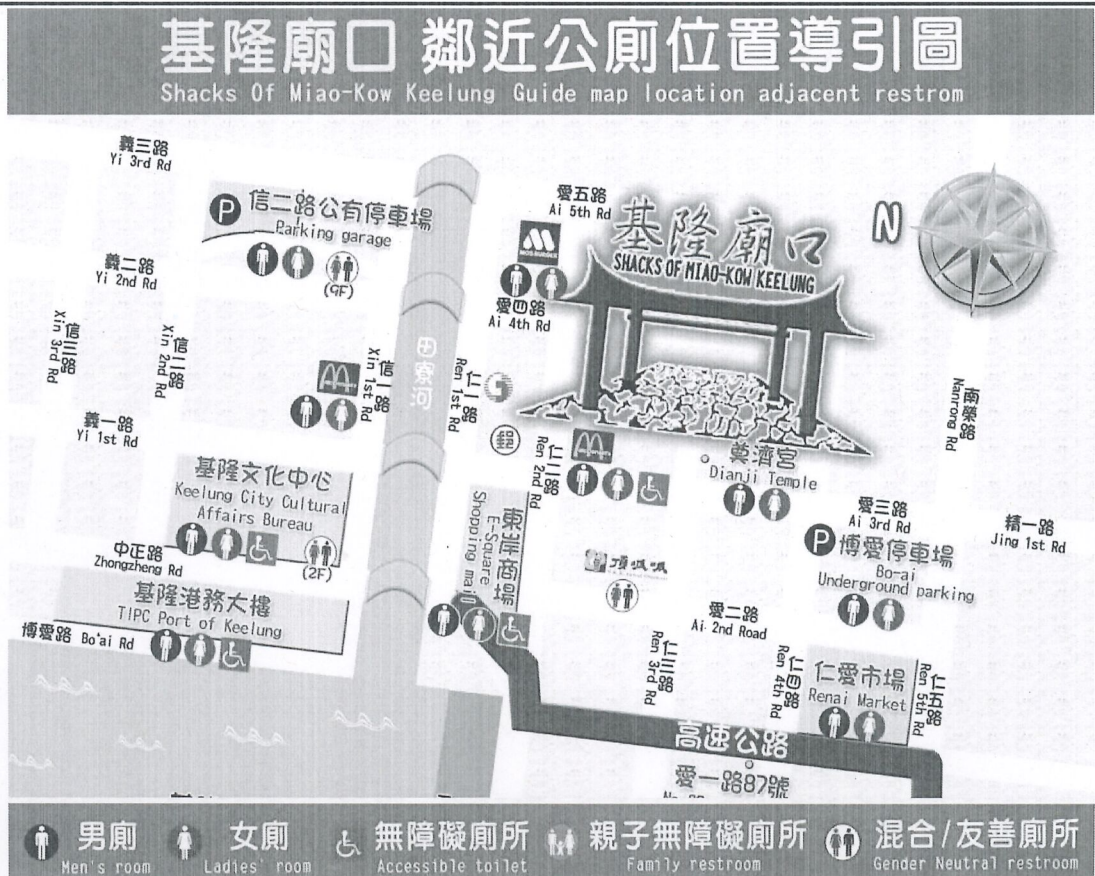 基隆廟口 鄰近公廁位置導引圖
Shacks Of Miao-Kow Keelung Guide map location adjacent restrom
義三路
Yi 3rd Rd
P 信二路公有停車場
Parking garage
(9F)
愛五路
Ai 5th Rd
MOS BURGER
基隆廟口
SHACKS OF MIAO-KOW KEELUNG
N
義二路
Yi 2nd Rd
愛四路
Ai 4th Rd
信三路
Xin 3rd Rd
信二路
Xin 2nd Rd
信一路
Xin 1st Rd
田寮河
仁一路
Ren 1st Rd
郵
南榮路
Nanrong Rd
義一路
Yi 1st Rd
仁二路
Ren 2nd Rd
奠濟宮
Dianji Temple
基隆文化中心
Keelung City Cultural
Affairs Bureau
(2F)
東岸商場
E-Square
Shopping mall
愛三路
Ai 3rd Rd
精一路
Jing 1st Rd
P 博愛停車場
Bo-ai
Underground parking
中正路
Zhongzheng Rd
頂呱呱
基隆港務大樓
TIPC Port of Keelung
愛二路
Ai 2nd Road
博愛路 Bo'ai Rd
仁三路
Ren 3rd Rd
仁四路
Ren 4th Rd
仁愛市場
Renai Market
仁五路
Ren 5th Rd
高速公路
愛一路87號
男廁
Men's room
女廁
Ladies' room
無障礙廁所
Accessible toilet
親子無障礙廁所
Family restroom
混合/友善廁所
Gender Neutral restroom